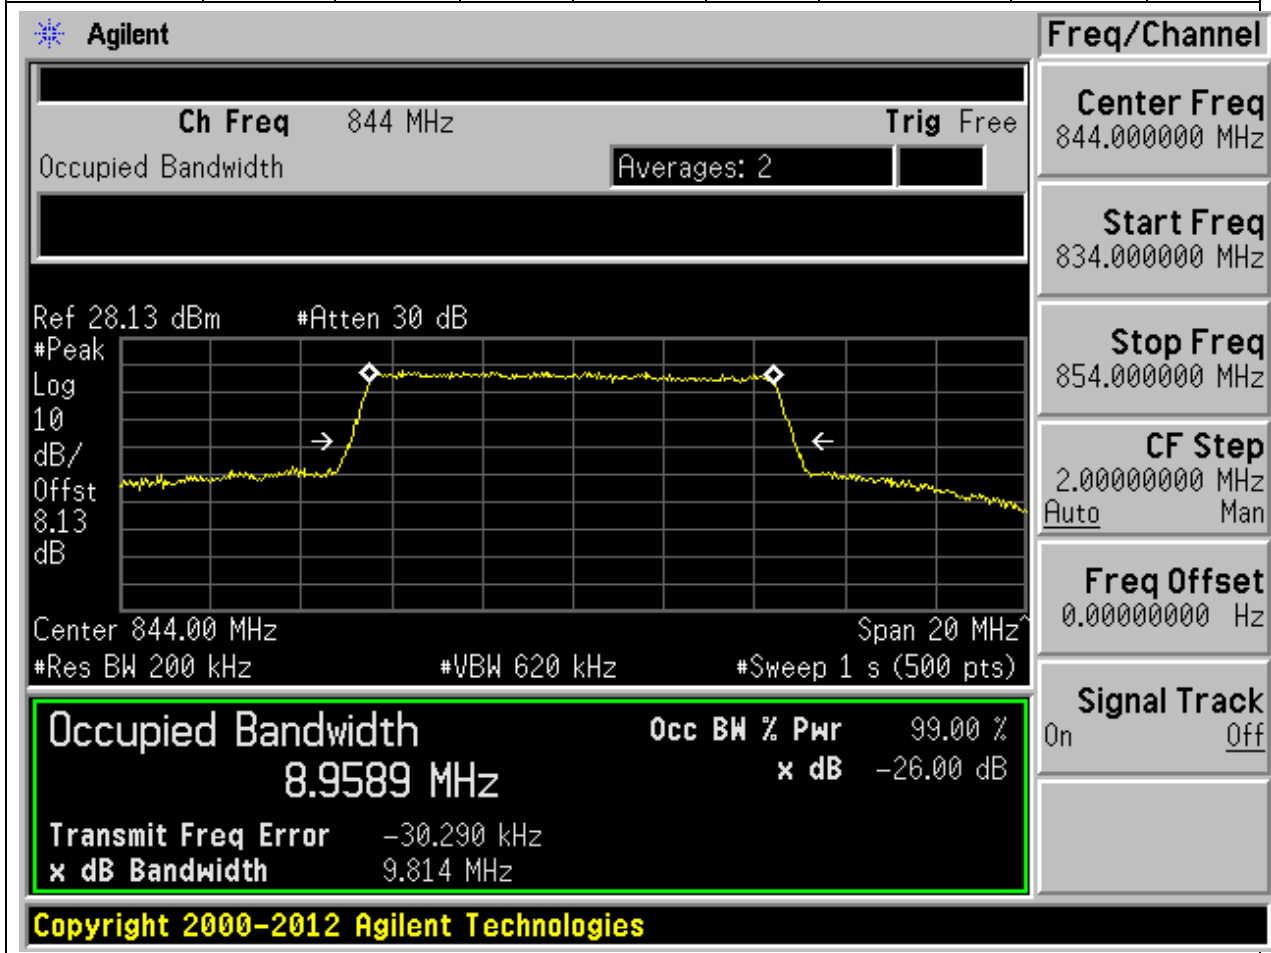 Agilent
Freq/Channel
Ch Freq 844 MHz Trig Free
Occupied Bandwidth Averages: 2
Center Freq
844.000000 MHz
Start Freq
834.000000 MHz
Stop Freq
854.000000 MHz
CF Step
2.00000000 MHz
Auto Man
Freq Offset
0.00000000 Hz
Signal Track
On Off
Ref 28.13 dBm #Atten 30 dB
#Peak
Log
10
dB/
Offst
8.13
dB
Center 844.00 MHz Span 20 MHz^
#Res BW 200 kHz #VBW 620 kHz #Sweep 1 s (500 pts)
Occupied Bandwidth Occ BW % Pwr 99.00 %
8.9589 MHz x dB -26.00 dB
Transmit Freq Error -30.290 kHz
x dB Bandwidth 9.814 MHz
Copyright 2000-2012 Agilent Technologies